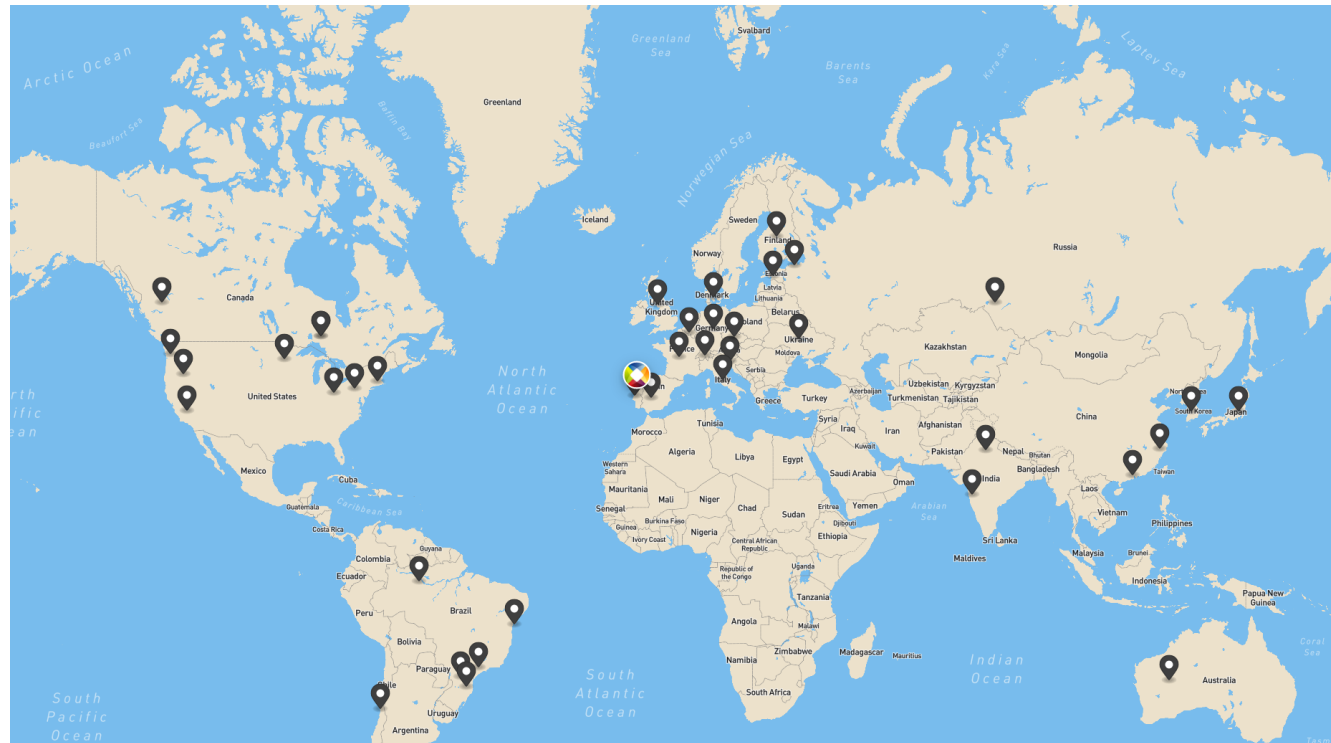 Svalbard
Greenland
Sea
Barents
Sea
Kara Sea
Laptev Sea
Arctic Ocean
Beaufort Sea
Baffin Bay
Greenland
Norwegian Sea
Iceland
Sweden
Finland
Norway
Russia
Estonia
Latvia
Lithuania
Denmark
United
Kingdom
Canada
Belarus
Germany
Ukraine
Moldova
Kazakhstan
Mongolia
Serbia
Italy
North
Atlantic
Ocean
United States
Greece
Turkey
Azerbaijan
Uzbekistan
Kyrgyzstan
Turkmenistan
Tajikistan
China
South Korea
Japan
Tunisia
Morocco
Algeria
Libya
Egypt
Syria
Iraq
Iran
Kuwait
Afghanistan
Pakistan
Nepal
Bhutan
Bangladesh
India
Taiwan
Mexico
Cuba
Western
Sahara
Saudi Arabia
Oman
Laos
Mauritania
Mali
Niger
Chad
Sudan
Eritrea
Yemen
Arabian
Sea
Vietnam
Philippines
Guatemala
Caribbean Sea
Senegal
Burkina Faso
Guinea
Ivory Coast
Nigeria
Djibouti
Ethiopia
Central African
Republic
Costa Rica
Sri Lanka
Maldives
Malaysia
Brunei
Colombia
Guyana
Ecuador
Republic of
the Congo
Uganda
Indonesia
Papua New
Guinea
Peru
Brazil
Tanzania
Angola
Malawi
Bolivia
Zimbabwe
Madagascar
Mauritius
Namibia
Paraguay
Chile
South Africa
Uruguay
Argentina
South
Pacific
Ocean
South
Atlantic
Ocean
Indian
Ocean
Australia
Coral
Sea